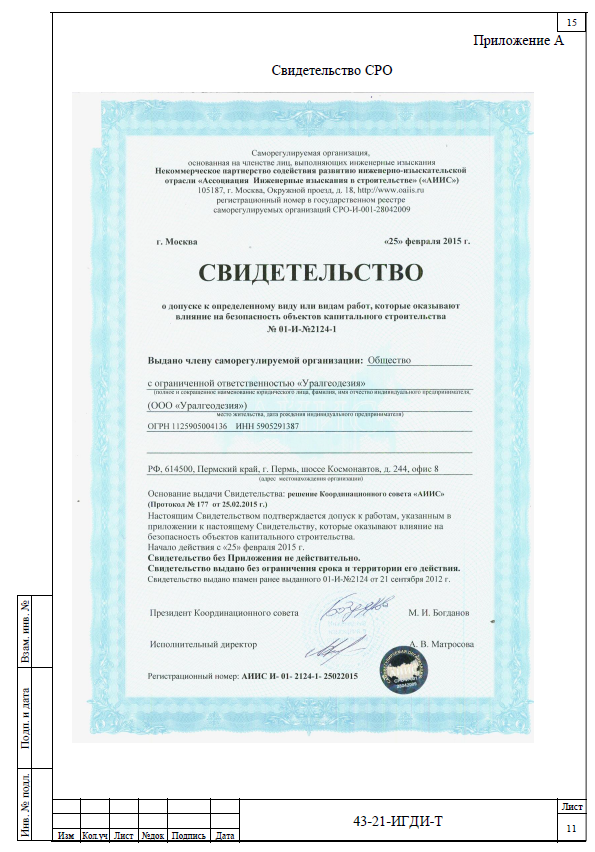 15
Приложение А
Свидетельство СРО
Саморегулируемая организация,
основанная на членстве лиц, выполняющих инженерные изыскания
Некоммерческое партнерство содействия развитию инженерно-изыскательской
отрасли «Ассоциация Инженерные изыскания в строительстве» («АИИС»)
105187, г. Москва, Окружной проезд, д. 18, http://www.oaiis.ru
регистрационный номер в государственном реестре
саморегулируемых организаций СРО-И-001-28042009
г. Москва «25» февраля 2015 г.
СВИДЕТЕЛЬСТВО
о допуске к определенному виду или видам работ, которые оказывают
влияние на безопасность объектов капитального строительства
№ 01-И-№2124-1
Выдано члену саморегулируемой организации: Общество
с ограниченной ответственностью «Уралгеодезия»
(полное и сокращенное наименование юридического лица, фамилия, имя отчество индивидуального предпринимателя,
(ООО «Уралгеодезия»)
место жительства, дата рождения индивидуального предпринимателя)
ОГРН 1125905004136 ИНН 5905291387
РФ, 614500, Пермский край, г. Пермь, шоссе Космонавтов, д. 244, офис 8
(адрес местонахождения организации)
Основание выдачи Свидетельства: решение Координационного совета «АИИС»
(Протокол № 177 от 25.02.2015 г.)
Настоящим Свидетельством подтверждается допуск к работам, указанным в
приложении к настоящему Свидетельству, которые оказывают влияние на
безопасность объектов капитального строительства.
Начало действия с «25» февраля 2015 г.
Свидетельство без Приложения не действительно.
Свидетельство выдано без ограничения срока и территории его действия.
Свидетельство выдано взамен ранее выданного 01-И-№2124 от 21 сентября 2012 г.
Президент Координационного совета М. И. Богданов
Исполнительный директор А. В. Матросова
Регистрационный номер: АИИС И- 01- 2124-1- 25022015
28042009
Взам. инв. №
Подп. и дата
Инв. № подл.
Изм Кол.уч Лист №док Подпись Дата
43-21-ИГДИ-Т
Лист
11